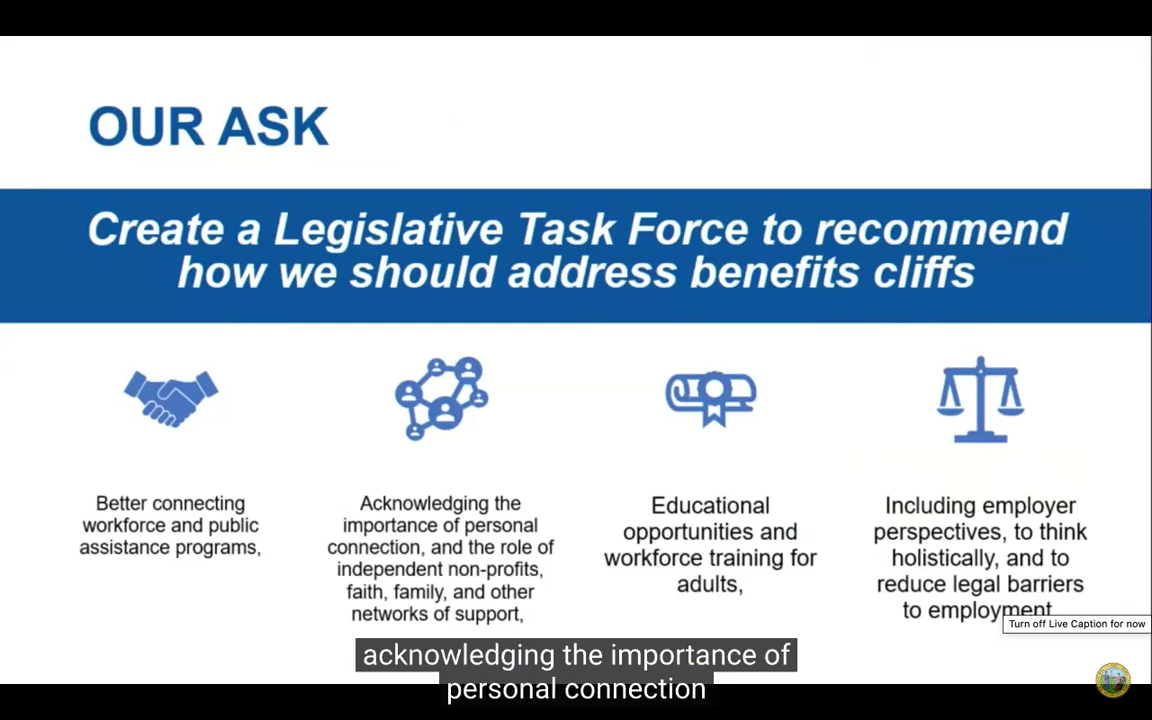 OUR ASK
Create a Legislative Task Force to recommend
how we should address benefits cliffs
Better connecting
workforce and public
assistance programs,
Acknowledging the
importance of personal
connection, and the role of
independent non-profits,
faith, family, and other
networks of support,
Educational
opportunities and
workforce training for
adults,
Including employer
perspectives, to think
holistically, and to
reduce legal barriers
to employment
Turn off Live Caption for now
acknowledging the importance of
personal connection